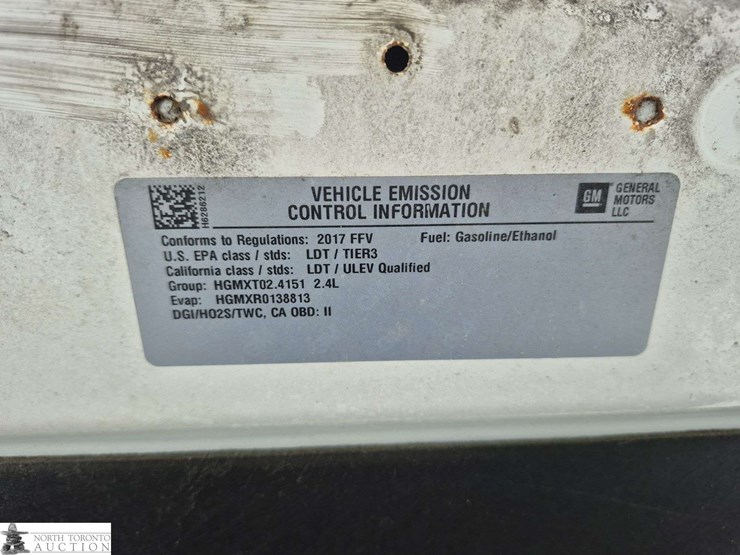 H6286212
VEHICLE EMISSION
CONTROL INFORMATION
GM
GENERAL
MOTORS
LLC
Conforms to Regulations: 2017 FFV Fuel: Gasoline/Ethanol
U.S. EPA class / stds: LDT / TIER3
California class / stds: LDT / ULEV Qualified
Group: HGMXT02.4151 2.4L
Evap: HGMXR0138813
DGI/HO2S/TWC, CA OBD: II
NORTH TORONTO
AUCTION